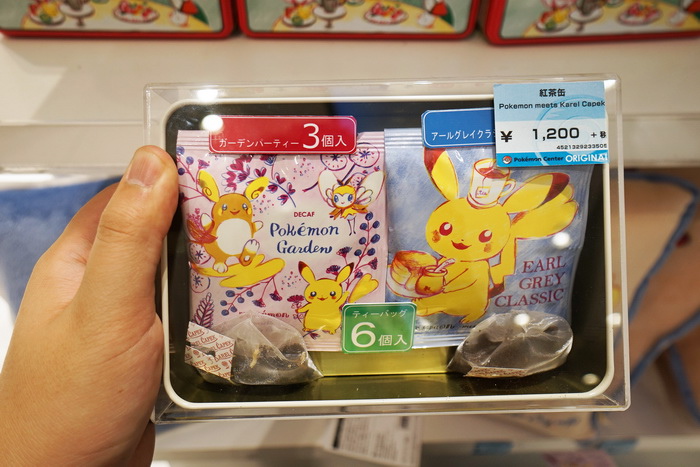 紅茶缶
Pokemon meets Karel Capek
¥ 1,200 +税
4521329233505
Pokémon Center ORIGINAL
ガーデンパーティー3個入
アールグレイクラ
DECAF
Pokémon
Garden
EARL
GREY
CLASSIC
ティーバッグ
6個入